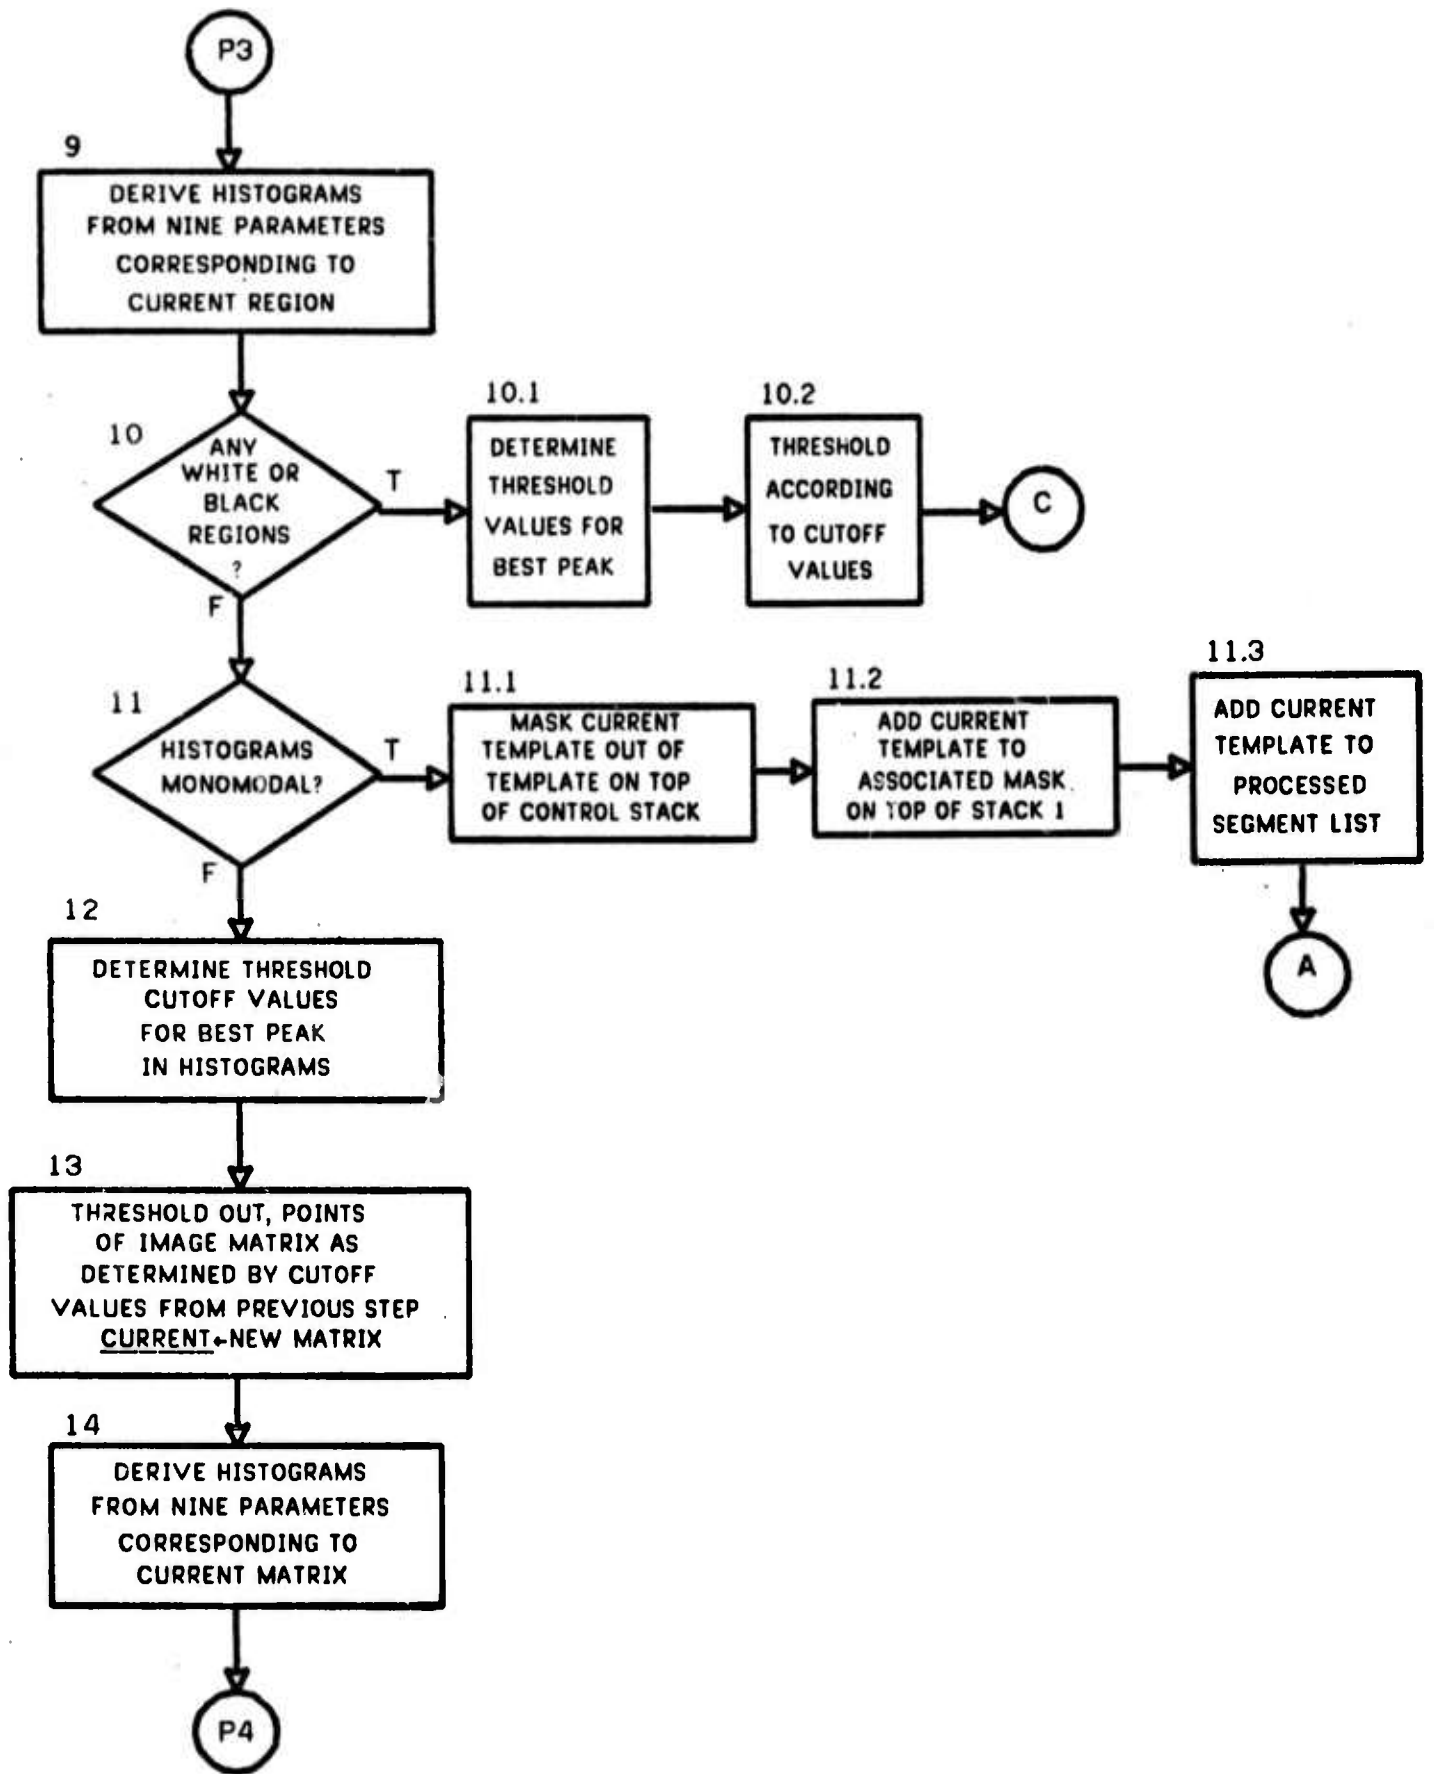 P3
9
DERIVE HISTOGRAMS
FROM NINE PARAMETERS
CORRESPONDING TO
CURRENT REGION
10
ANY
WHITE OR
BLACK
REGIONS
?
T
F
10.1
DETERMINE
THRESHOLD
VALUES FOR
BEST PEAK
10.2
THRESHOLD
ACCORDING
TO CUTOFF
VALUES
C
11
HISTOGRAMS
MONOMODAL?
T
F
11.1
MASK CURRENT
TEMPLATE OUT OF
TEMPLATE ON TOP
OF CONTROL STACK
11.2
ADD CURRENT
TEMPLATE TO
ASSOCIATED MASK
ON TOP OF STACK 1
11.3
ADD CURRENT
TEMPLATE TO
PROCESSED
SEGMENT LIST
A
12
DETERMINE THRESHOLD
CUTOFF VALUES
FOR BEST PEAK
IN HISTOGRAMS
13
THRESHOLD OUT, POINTS
OF IMAGE MATRIX AS
DETERMINED BY CUTOFF
VALUES FROM PREVIOUS STEP
CURRENT←NEW MATRIX
14
DERIVE HISTOGRAMS
FROM NINE PARAMETERS
CORRESPONDING TO
CURRENT MATRIX
P4